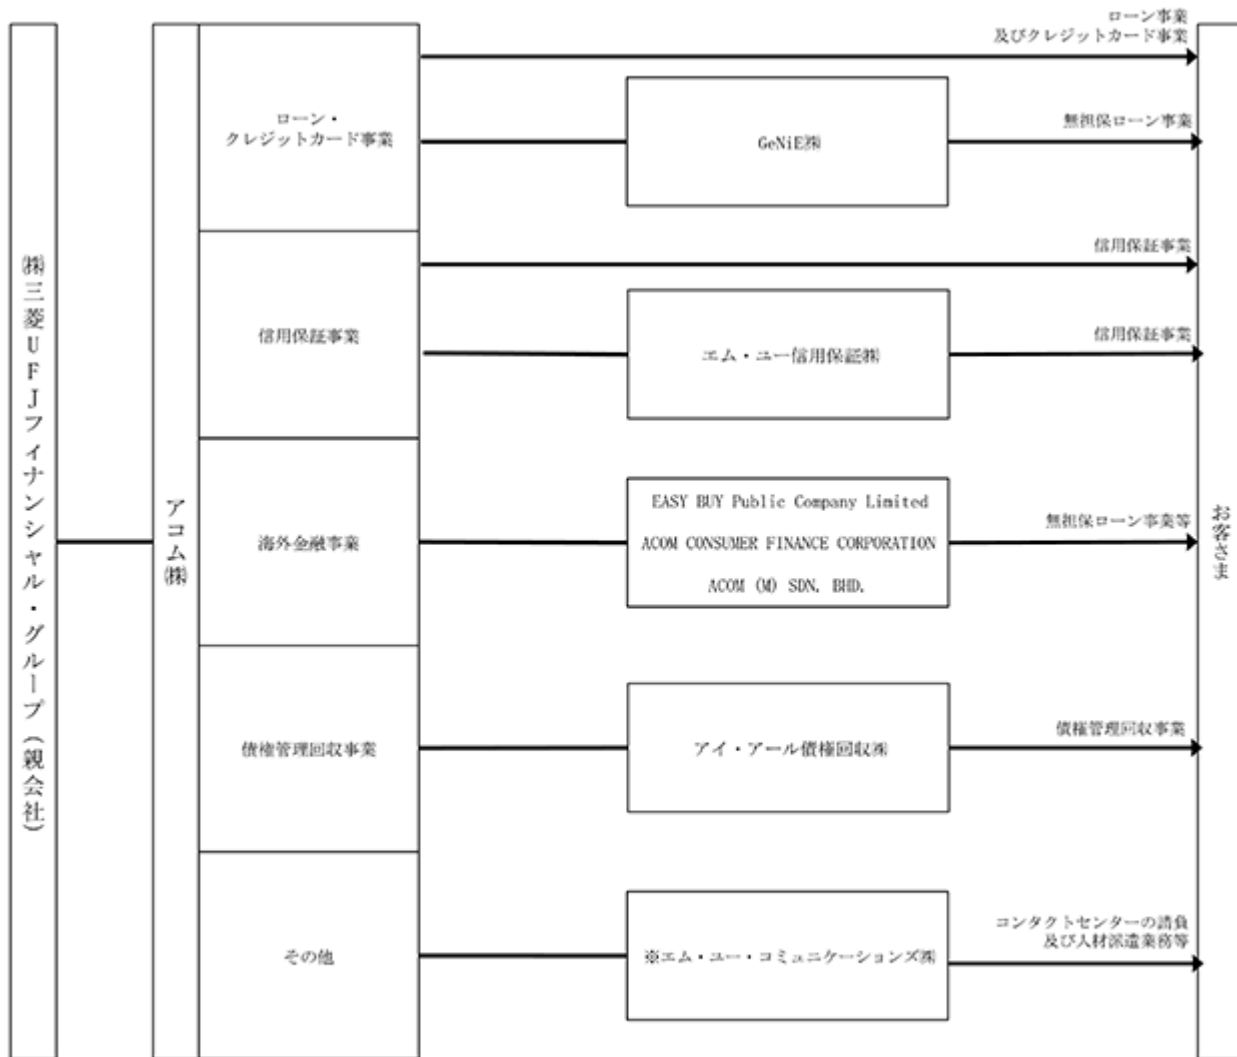 ㈱三菱UFJフィナンシャル・グループ（親会社）
アコム㈱
ローン・
クレジットカード事業
ローン事業
及びクレジットカード事業
GeNiE㈱
無担保ローン事業
信用保証事業
信用保証事業
エム・ユー信用保証㈱
信用保証事業
海外金融事業
EASY BUY Public Company Limited
ACOM CONSUMER FINANCE CORPORATION
ACOM (M) SDN. BHD.
無担保ローン事業等
債権管理回収事業
アイ・アール債権回収㈱
債権管理回収事業
その他
※エム・ユー・コミュニケーションズ㈱
コンタクトセンターの請負
及び人材派遣業務等
お客さま